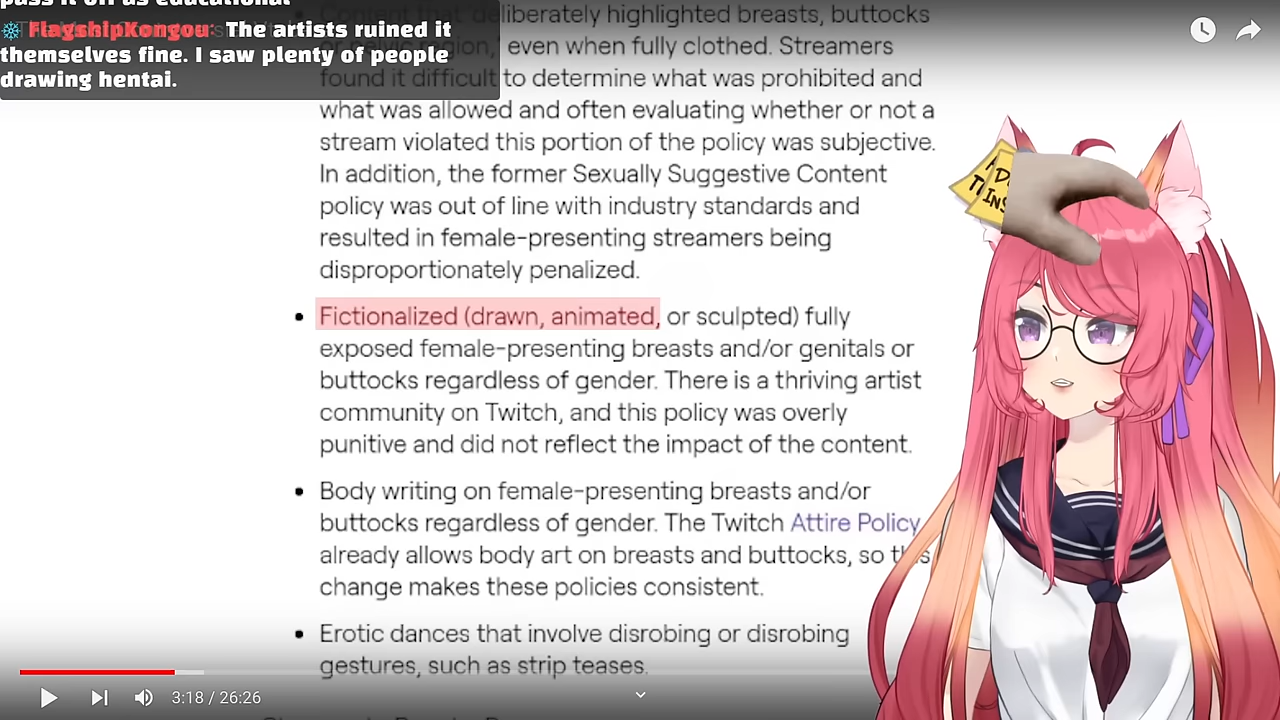 pass it off as educational
FlagshipKongou: The artists ruined it
themselves fine. I saw plenty of people
drawing hentai.
Content that 'deliberately highlighted breasts, buttocks
or pelvic region,' even when fully clothed. Streamers
found it difficult to determine what was prohibited and
what was allowed and often evaluating whether or not a
stream violated this portion of the policy was subjective.
In addition, the former Sexually Suggestive Content
policy was out of line with industry standards and
resulted in female-presenting streamers being
disproportionately penalized.
• Fictionalized (drawn, animated, or sculpted) fully
exposed female-presenting breasts and/or genitals or
buttocks regardless of gender. There is a thriving artist
community on Twitch, and this policy was overly
punitive and did not reflect the impact of the content.
• Body writing on female-presenting breasts and/or
buttocks regardless of gender. The Twitch Attire Policy
already allows body art on breasts and buttocks, so this
change makes these policies consistent.
• Erotic dances that involve disrobing or disrobing
gestures, such as strip teases.
3:18 / 26:26